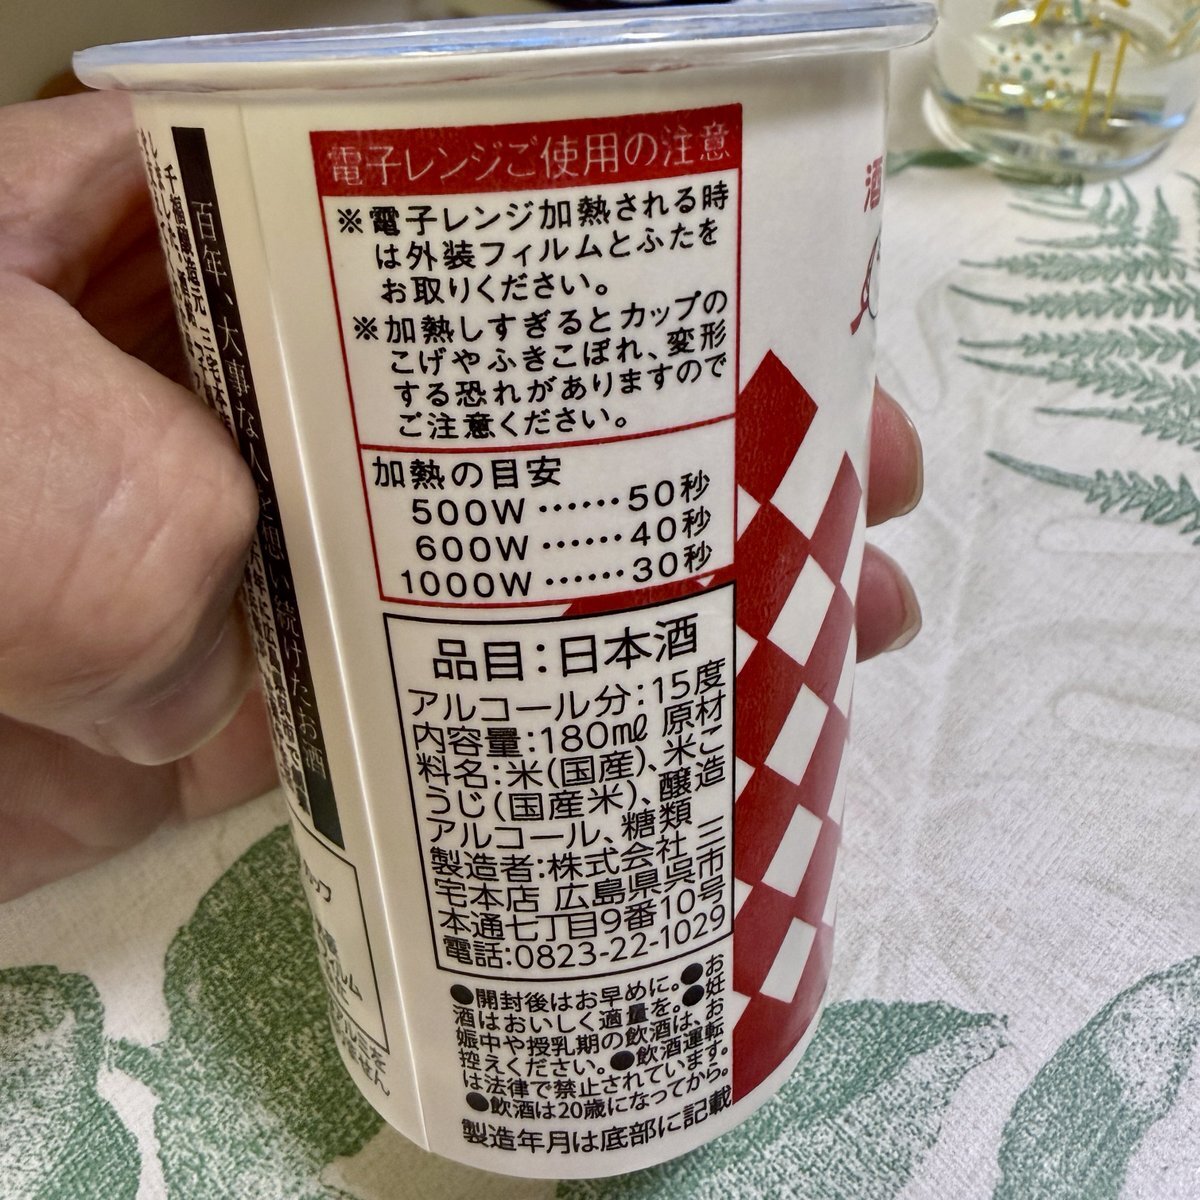 電子レンジご使用の注意
※電子レンジ加熱される時
は外装フィルムとふたを
お取りください。
※加熱しすぎるとカップの
こげやふきこぼれ、変形
する恐れがありますので
ご注意ください。
加熱の目安
500W……50秒
600W……40秒
1000W……30秒
品目:日本酒
アルコール分:15度
内容量:180㎖ 原材
料名:米(国産)、米こ
うじ(国産米)、醸造
アルコール、糖類
製造者:株式会社 三
宅本店 広島県呉市
本通七丁目9番10号
電話:0823-22-1029
●開封後はお早めに。●お
酒はおいしく適量を。●妊
娠中や授乳期の飲酒は、お
控えください。●飲酒運転
は法律で禁止されています。
●飲酒は20歳になってから。
製造年月は底部に記載
百年、大事な人を想い続けたお酒
千福醸造元 三宅本店
酒